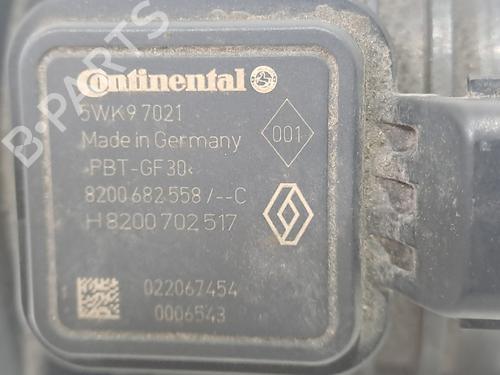 B-PARTS
Continental
5WK9 7021
Made in Germany
001
>PBT-GF30<
8200 682 558 / --C
H 8200 702 517
022067454
0006543